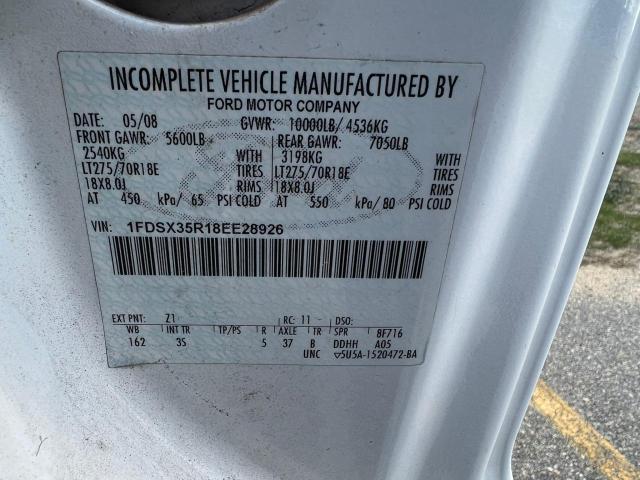 INCOMPLETE VEHICLE MANUFACTURED BY
FORD MOTOR COMPANY
DATE: 05/08 GVWR: 10000LB/ 4536KG
FRONT GAWR: 5600LB REAR GAWR: 7050LB
2540KG WITH 3198KG WITH
LT275/70R18E TIRES LT275/70R18E TIRES
18X8.0J RIMS 18X8.0J RIMS
AT 450 kPa/ 65 PSI COLD AT 550 kPa/ 80 PSI COLD
VIN: 1FDSX35R18EE28926
EXT PNT: Z1 RC: 11 DSO:
WB INT TR TP/PS R AXLE TR SPR 8F716
162 3S 5 37 B DDHH A05
UNC ▽5U5A-1520472-BA